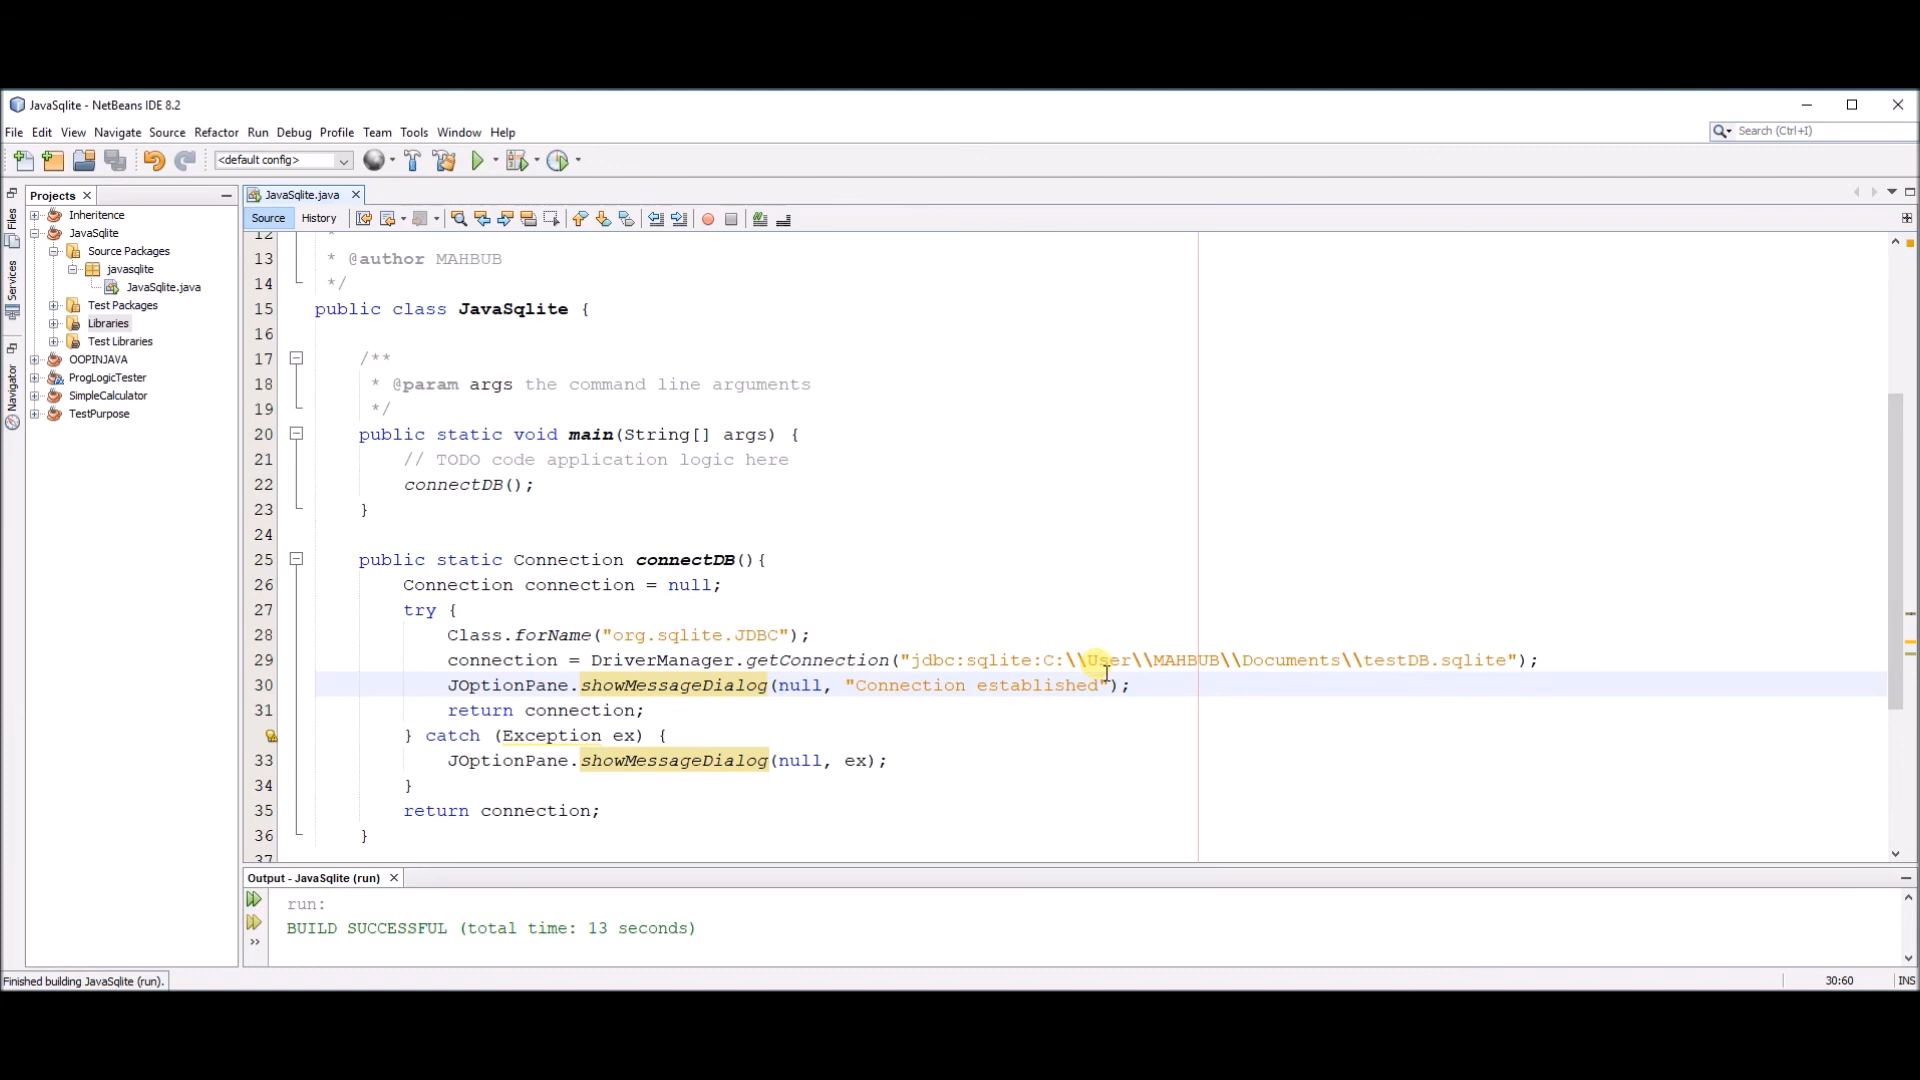 JavaSqlite - NetBeans IDE 8.2
File Edit View Navigate Source Refactor Run Debug Profile Team Tools Window Help
Search (Ctrl+I)
<default config>
Files
Services
Navigator
Projects
Inheritence
JavaSqlite
Source Packages
javasqlite
JavaSqlite.java
Test Packages
Libraries
Test Libraries
OOPINJAVA
ProgLogicTester
SimpleCalculator
TestPurpose
JavaSqlite.java
Source History
12 *
13 * @author MAHBUB
14 */
15 public class JavaSqlite {
16
17 /**
18 * @param args the command line arguments
19 */
20 public static void main(String[] args) {
21 // TODO code application logic here
22 connectDB();
23 }
24
25 public static Connection connectDB(){
26 Connection connection = null;
27 try {
28 Class.forName("org.sqlite.JDBC");
29 connection = DriverManager.getConnection("jdbc:sqlite:C:\\User\\MAHBUB\\Documents\\testDB.sqlite");
30 JOptionPane.showMessageDialog(null, "Connection established");
31 return connection;
} catch (Exception ex) {
33 JOptionPane.showMessageDialog(null, ex);
34 }
35 return connection;
36 }
37
Output - JavaSqlite (run)
run:
BUILD SUCCESSFUL (total time: 13 seconds)
Finished building JavaSqlite (run).
30:60 INS